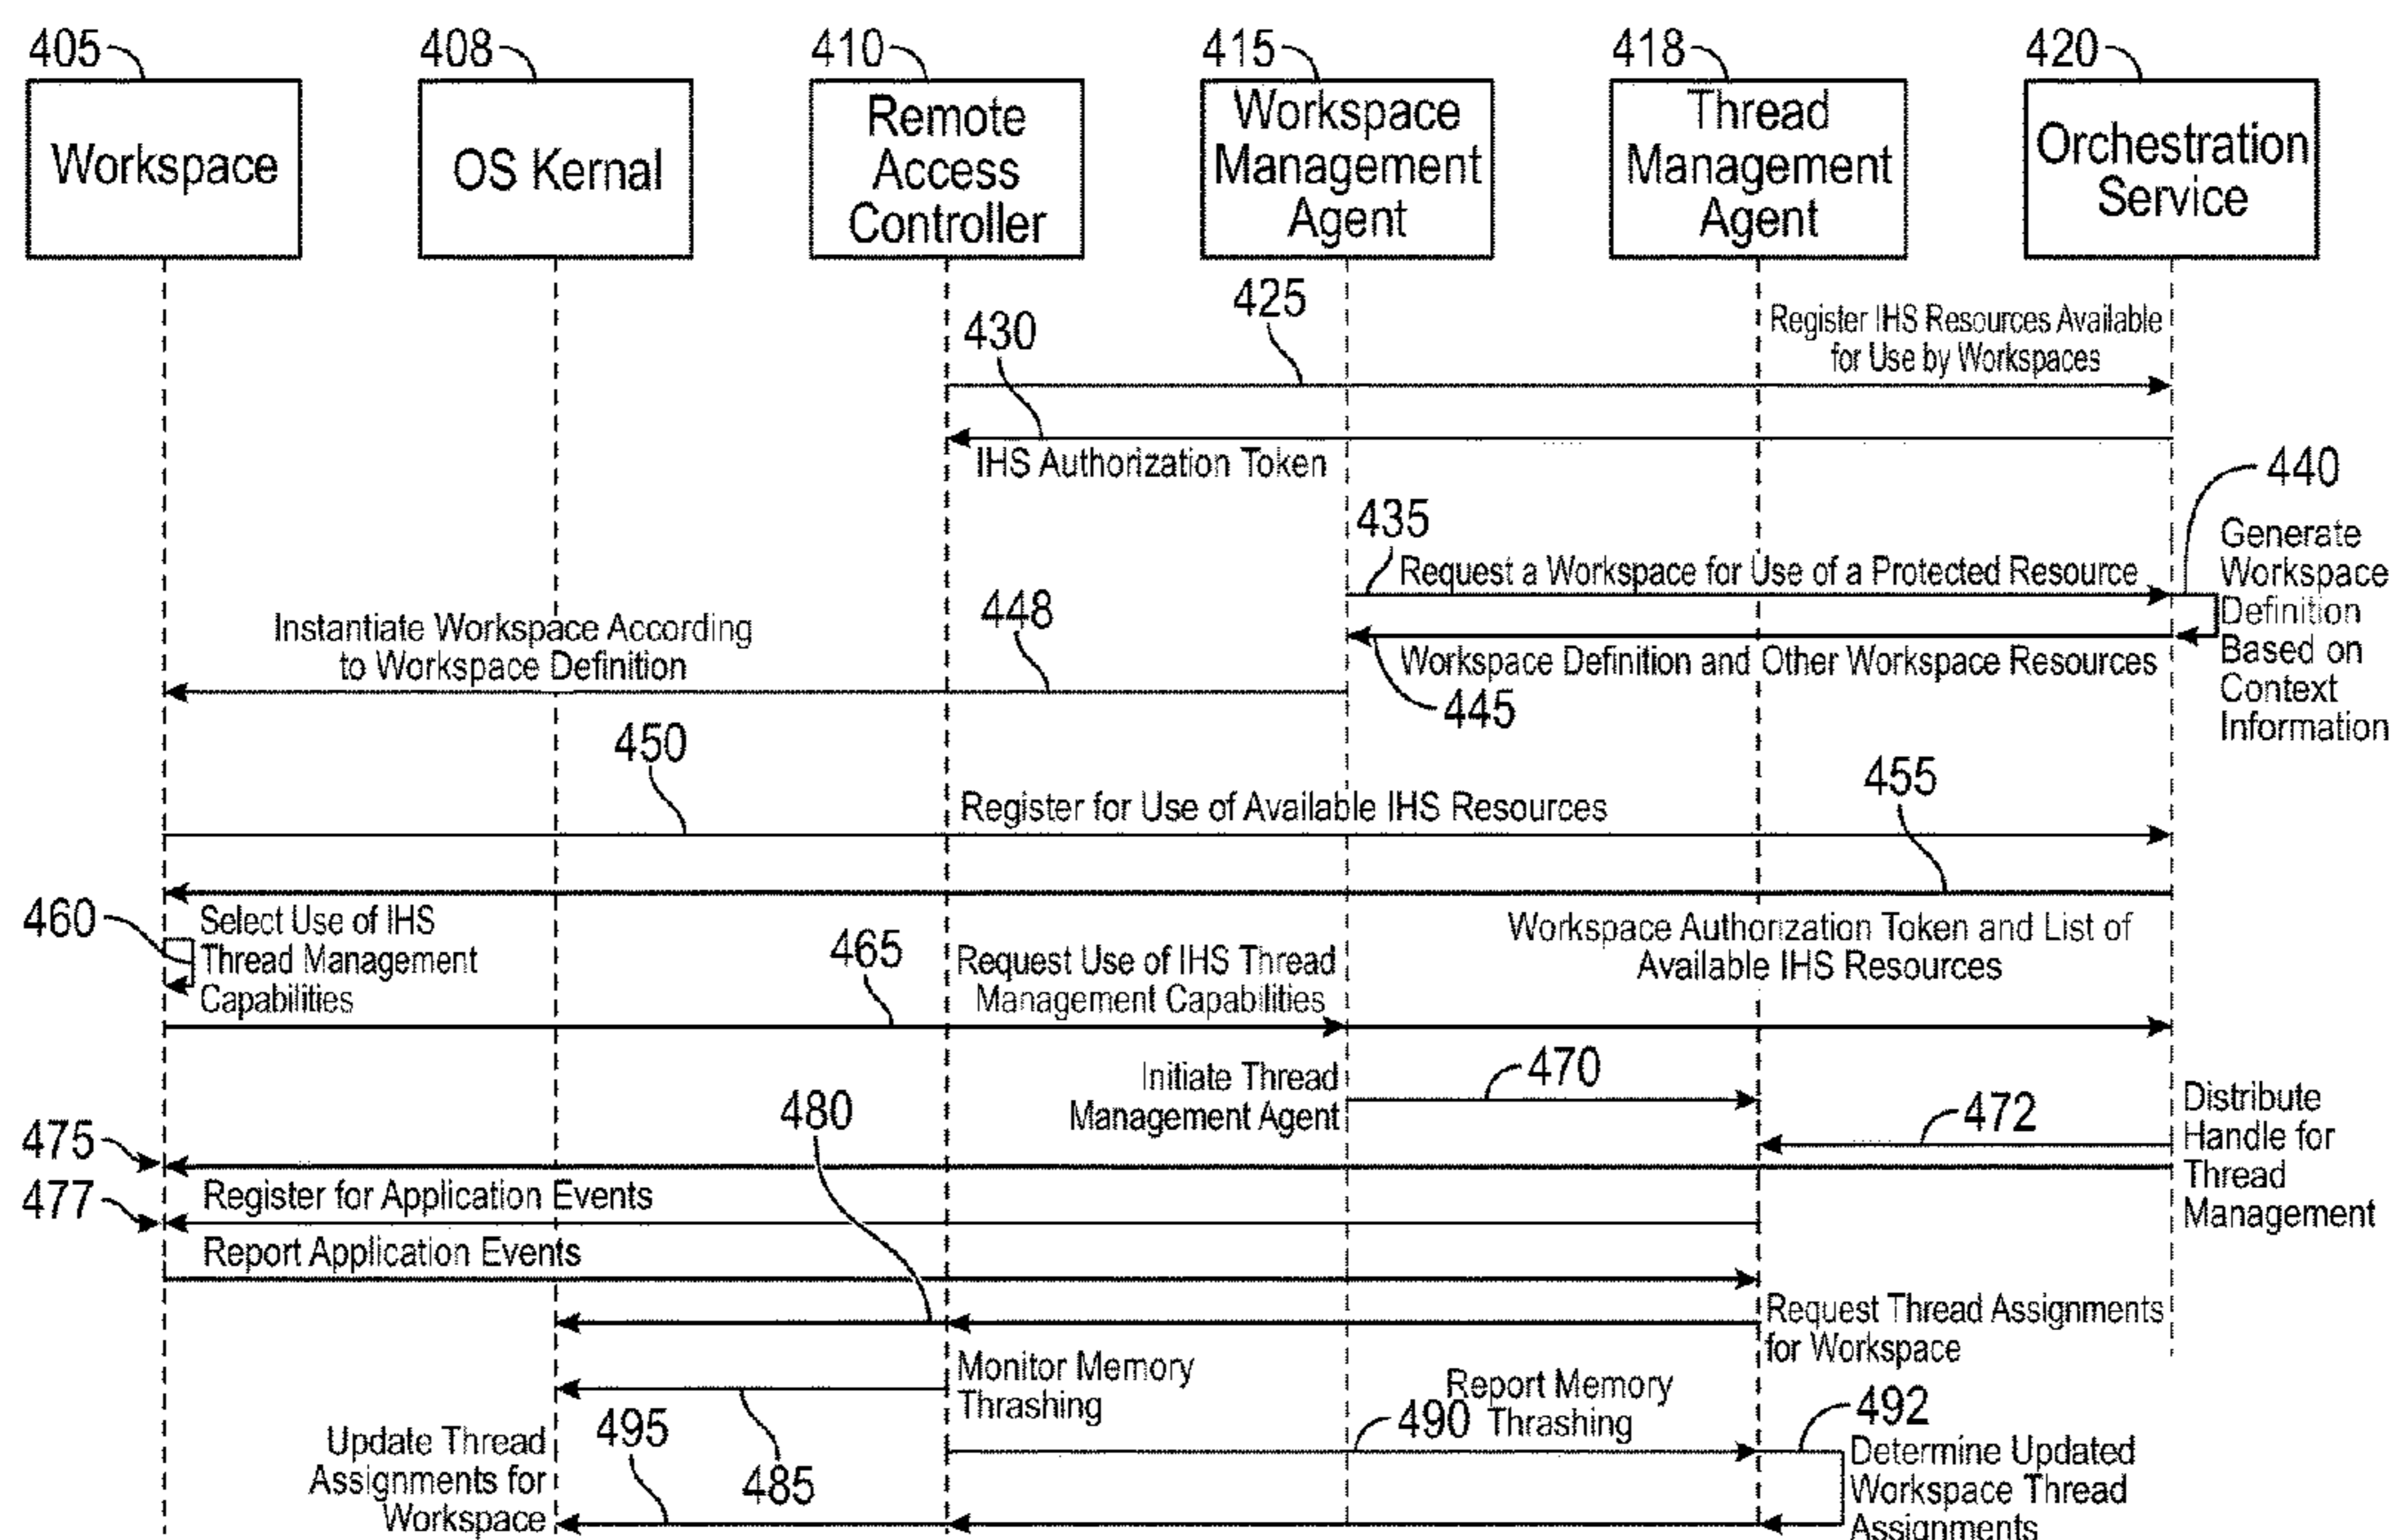 405
408
410
415
418
420
Workspace
OS Kernal
Remote
Access
Controller
Workspace
Management
Agent
Thread
Management
Agent
Orchestration
Service
425
430
Register IHS Resources Available
for Use by Workspaces
IHS Authorization Token
440
435
Generate
Workspace
Definition
Based on
Context
Information
Request a Workspace for Use of a Protected Resource
448
Instantiate Workspace According
to Workspace Definition
Workspace Definition and Other Workspace Resources
445
450
455
Register for Use of Available IHS Resources
460
Select Use of IHS
Thread Management
Capabilities
465
Request Use of IHS Thread
Management Capabilities
Workspace Authorization Token and List of
Available IHS Resources
Initiate Thread
Management Agent
470
480
472
Distribute
Handle for
Thread
Management
475
Register for Application Events
477
Report Application Events
Request Thread Assignments
for Workspace
Monitor Memory
Thrashing
Report Memory
Thrashing
490
492
Update Thread
Assignments for
Workspace
495
485
Determine Updated
Workspace Thread
Assignments